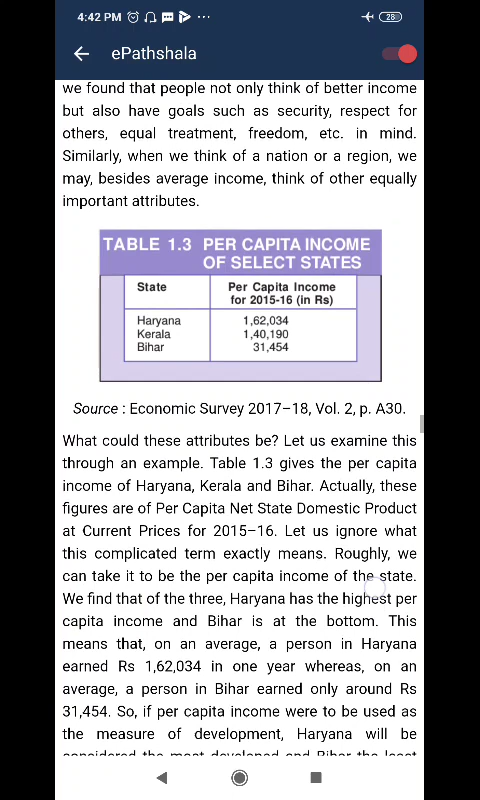 4:42 PM ... 28
ePathshala
we found that people not only think of better income
but also have goals such as security, respect for
others, equal treatment, freedom, etc. in mind.
Similarly, when we think of a nation or a region, we
may, besides average income, think of other equally
important attributes.
TABLE 1.3 PER CAPITA INCOME
OF SELECT STATES
State Per Capita Income
for 2015-16 (in Rs)
Haryana 1,62,034
Kerala 1,40,190
Bihar 31,454
Source : Economic Survey 2017–18, Vol. 2, p. A30.
What could these attributes be? Let us examine this
through an example. Table 1.3 gives the per capita
income of Haryana, Kerala and Bihar. Actually, these
figures are of Per Capita Net State Domestic Product
at Current Prices for 2015–16. Let us ignore what
this complicated term exactly means. Roughly, we
can take it to be the per capita income of the state.
We find that of the three, Haryana has the highest per
capita income and Bihar is at the bottom. This
means that, on an average, a person in Haryana
earned Rs 1,62,034 in one year whereas, on an
average, a person in Bihar earned only around Rs
31,454. So, if per capita income were to be used as
the measure of development, Haryana will be
considered the most developed and Bihar the least